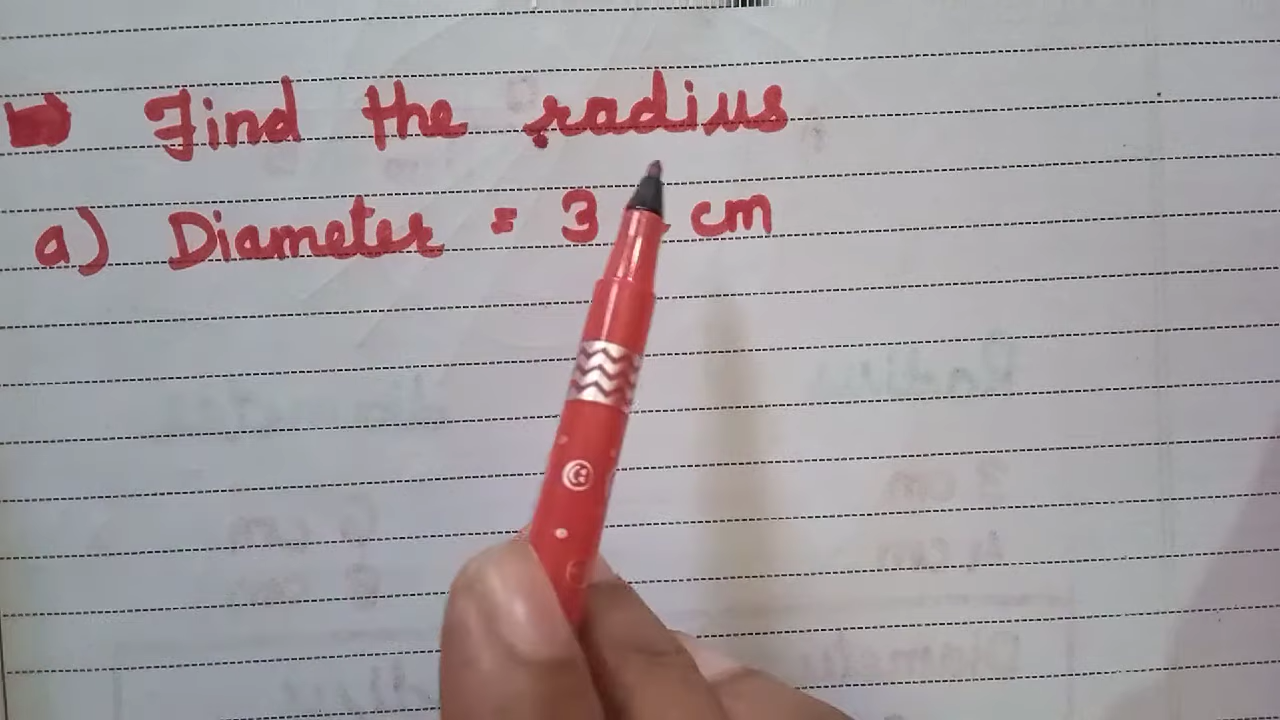 Find the radius
a) Diameter = 3 cm